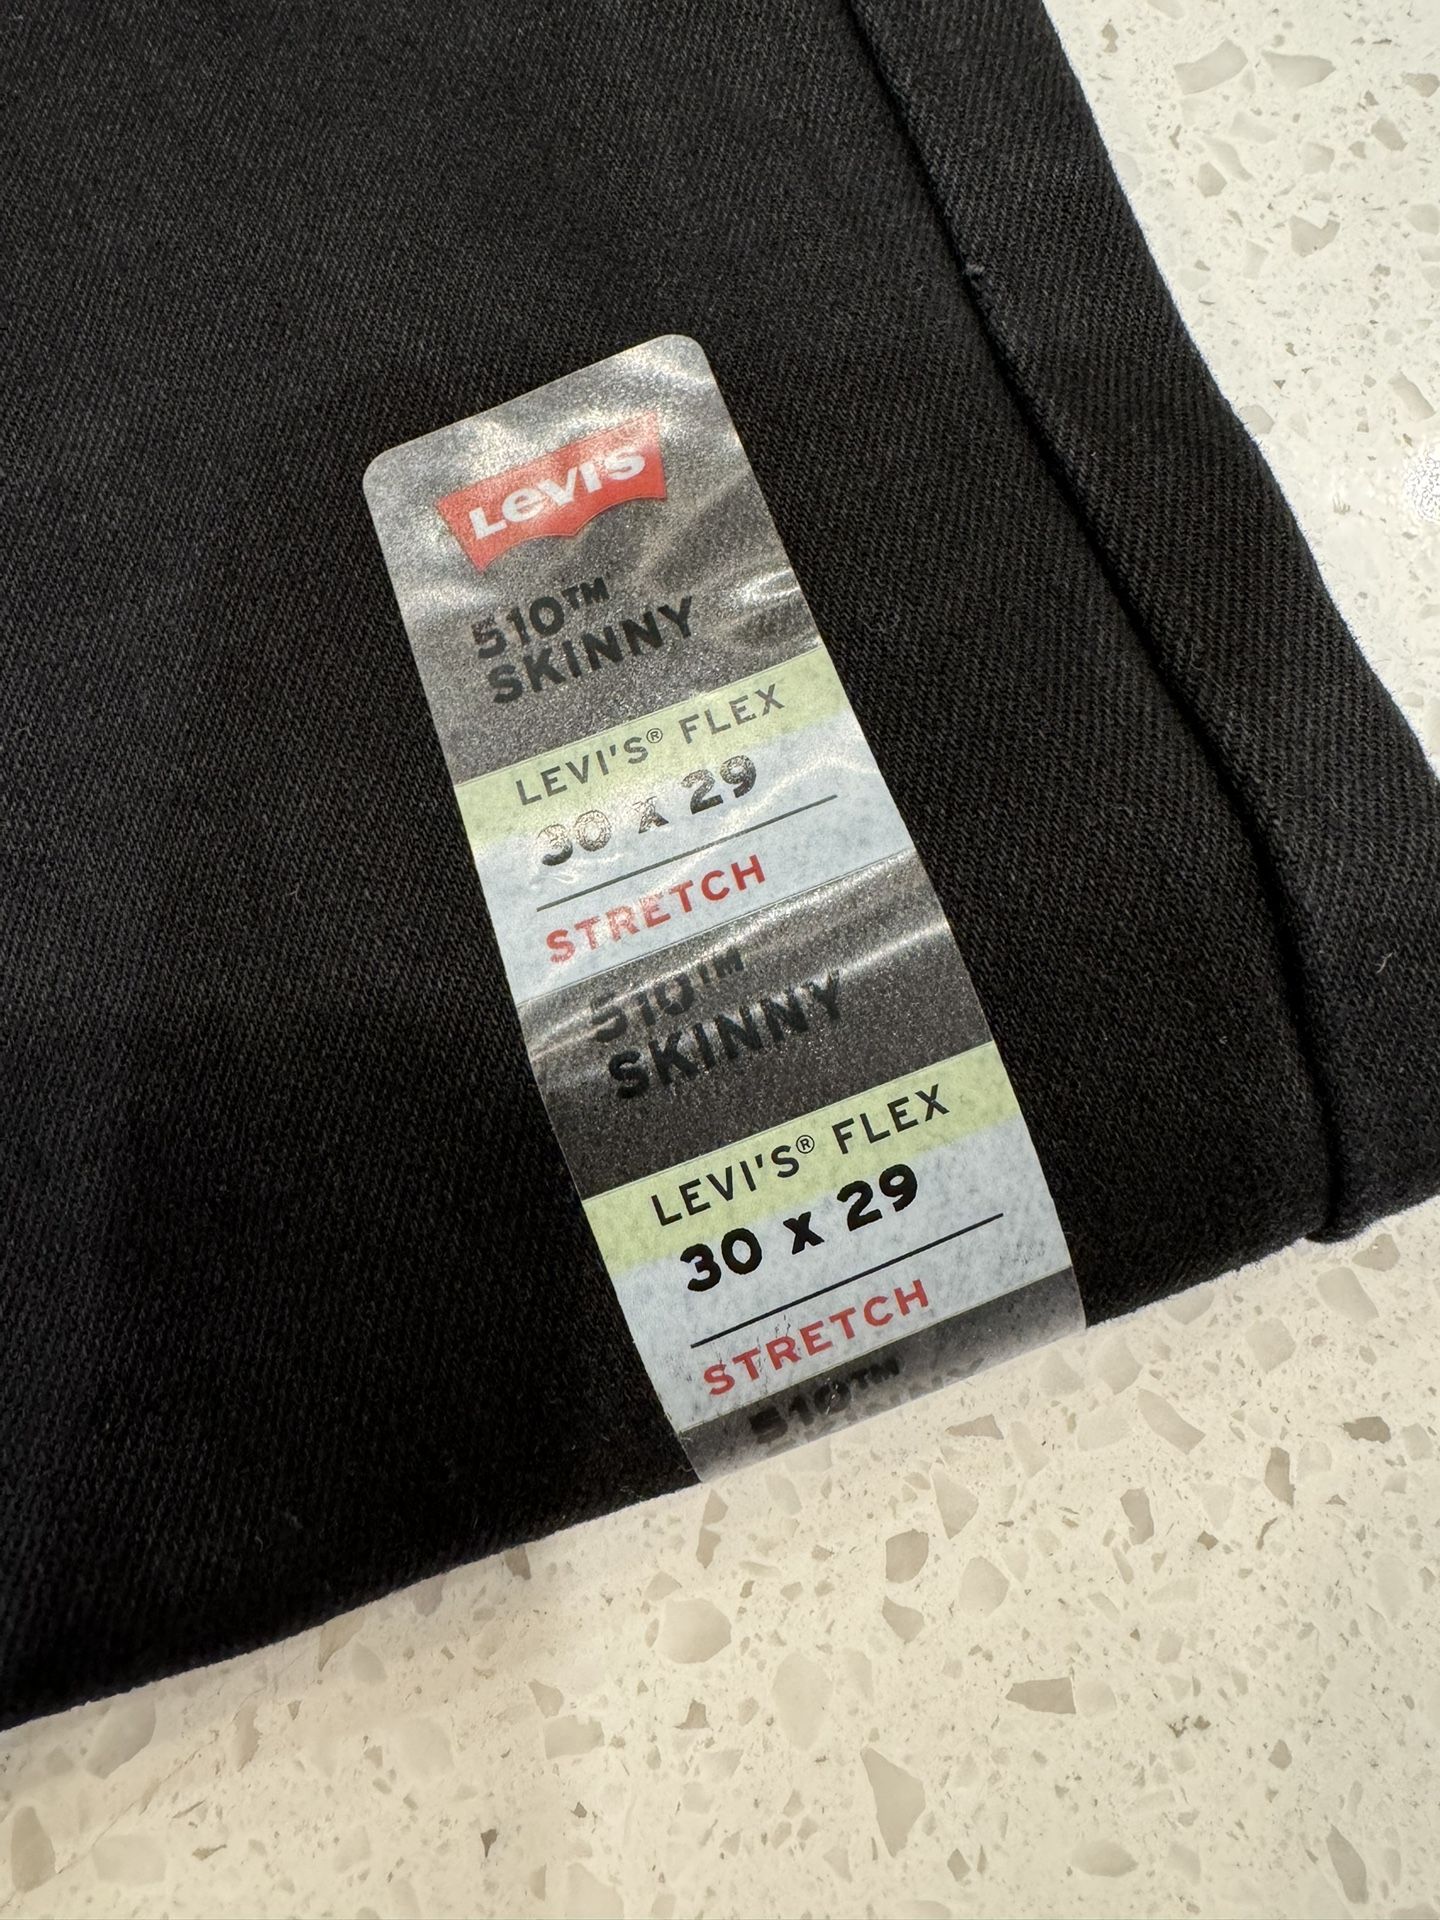 Levi's
510™
SKINNY
LEVI'S® FLEX
30 x 29
STRETCH
510™
SKINNY
LEVI'S® FLEX
30 x 29
STRETCH
510™